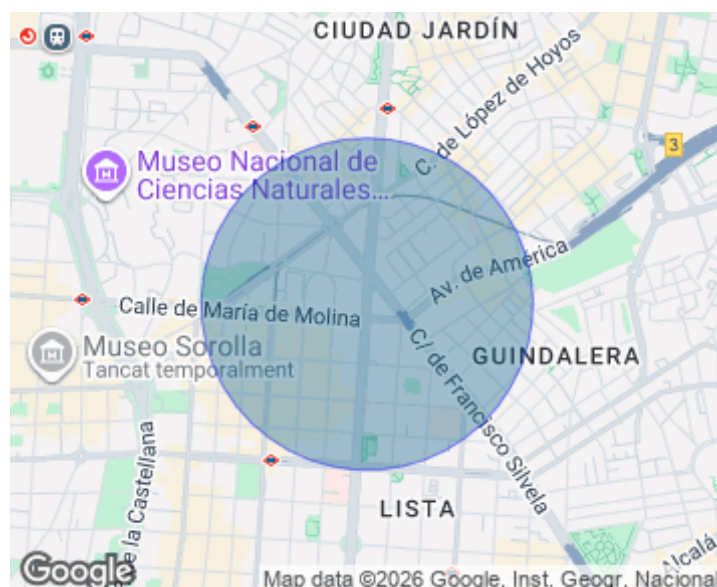 CIUDAD JARDÍN
C. de López de Hoyos
3
Museo Nacional de
Ciencias Naturales....
Av. de América
Calle de María de Molina
Museo Sorolla
Tancat temporalment
C/ de Francisco Silvela
GUINDALERA
de la Castellana
LISTA
Alcalá
Google
Map data ©2026 Google, Inst. Geogr. Nacional